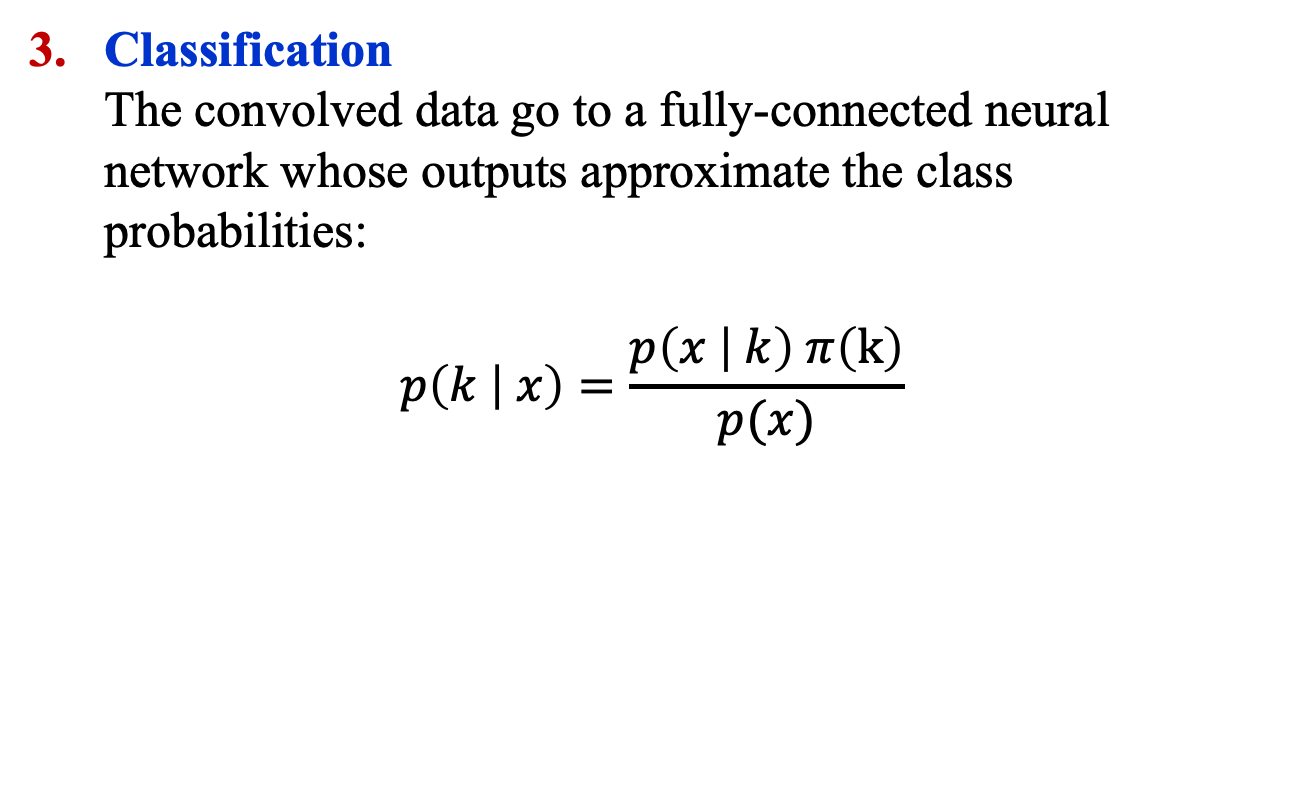 3. Classification
The convolved data go to a fully-connected neural
network whose outputs approximate the class
probabilities:
p(k | x) = p(x | k) π(k) / p(x)